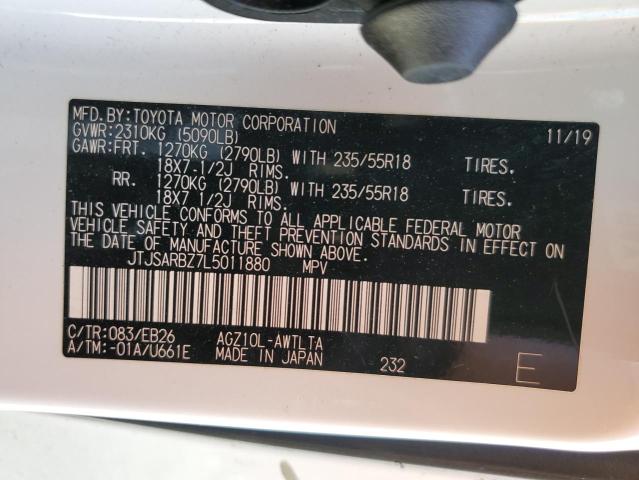 MFD.BY:TOYOTA MOTOR CORPORATION 11/19
GVWR:2310KG (5090LB)
GAWR:FRT. 1270KG (2790LB) WITH 235/55R18 TIRES.
18X7 1/2J RIMS.
RR. 1270KG (2790LB) WITH 235/55R18 TIRES.
18X7 1/2J RIMS.
THIS VEHICLE CONFORMS TO ALL APPLICABLE FEDERAL MOTOR
VEHICLE SAFETY AND THEFT PREVENTION STANDARDS IN EFFECT ON
THE DATE OF MANUFACTURE SHOWN ABOVE.
JTJSARBZ7L5011880 MPV
C/TR:083/EB26 AGZ10L-AWTLTA
A/TM:-01A/U661E MADE IN JAPAN 232 E